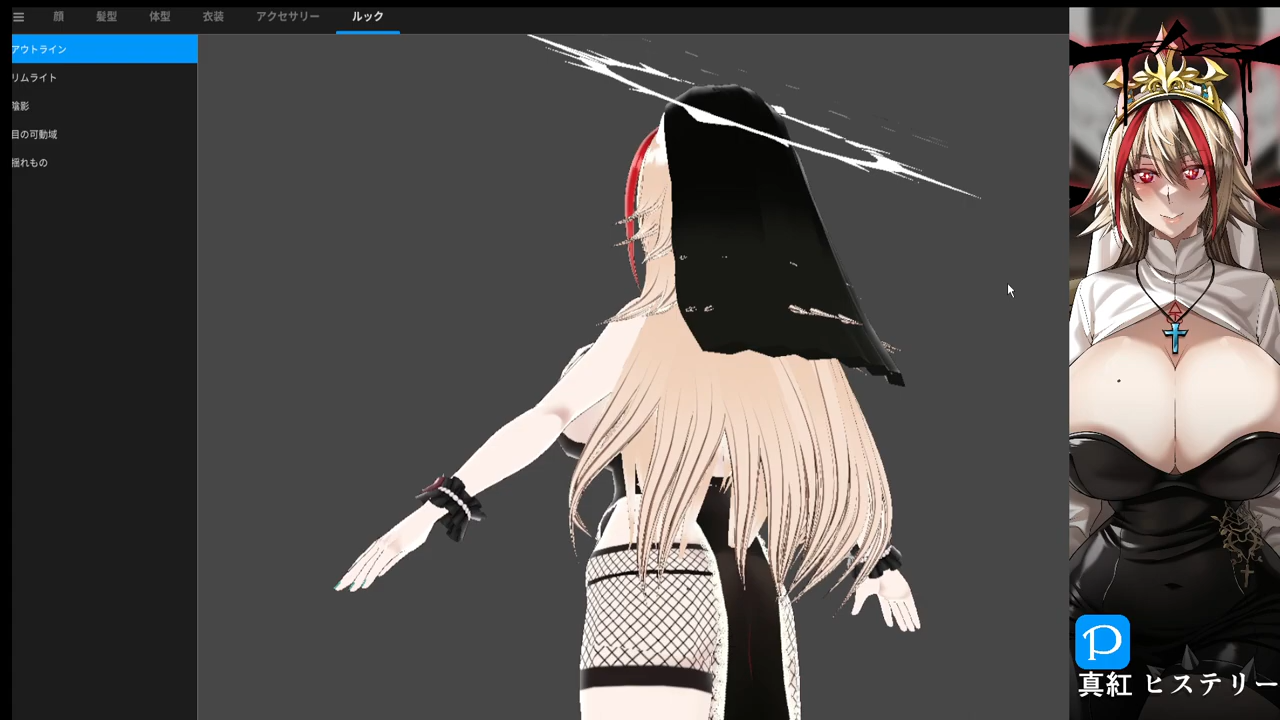 顔 髪型 体型 衣装 アクセサリー ルック
アウトライン
リムライト
陰影
目の可動域
揺れもの
P
真紅 ヒステリー